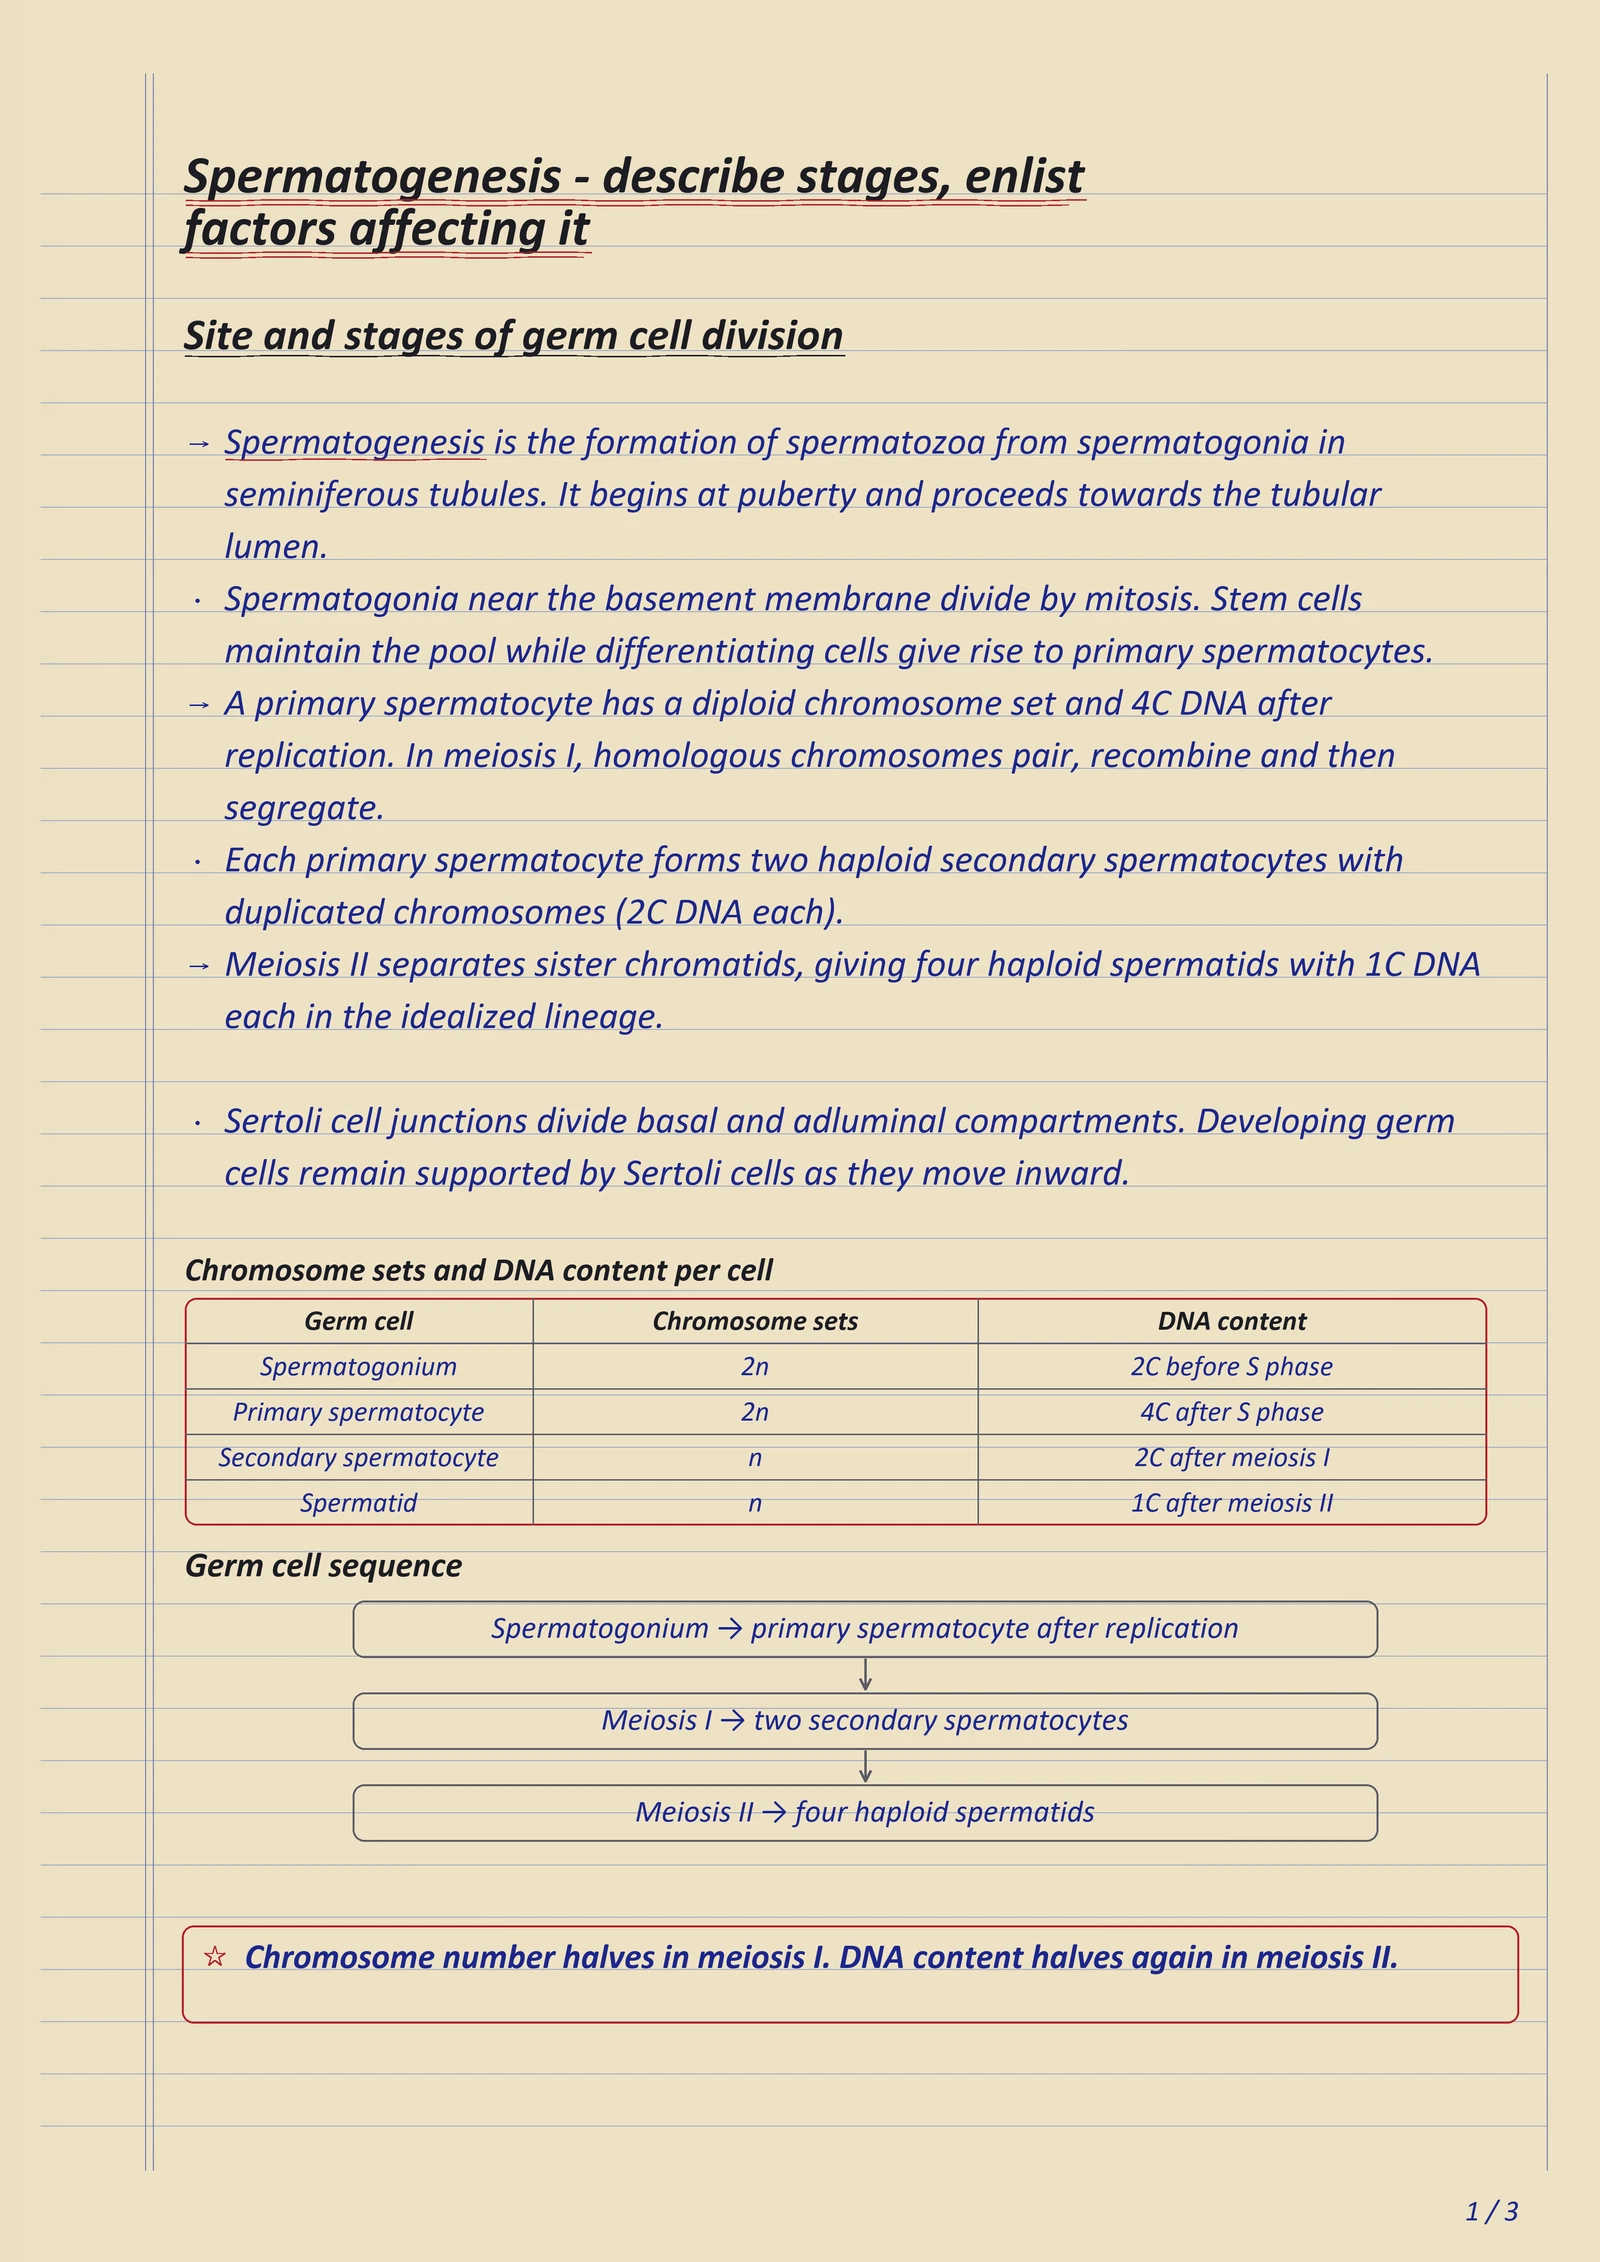 Spermatogenesis - describe stages, enlist
factors affecting it
Site and stages of germ cell division
→ Spermatogenesis is the formation of spermatozoa from spermatogonia in
seminiferous tubules. It begins at puberty and proceeds towards the tubular
lumen.
· Spermatogonia near the basement membrane divide by mitosis. Stem cells
maintain the pool while differentiating cells give rise to primary spermatocytes.
→ A primary spermatocyte has a diploid chromosome set and 4C DNA after
replication. In meiosis I, homologous chromosomes pair, recombine and then
segregate.
· Each primary spermatocyte forms two haploid secondary spermatocytes with
duplicated chromosomes (2C DNA each).
→ Meiosis II separates sister chromatids, giving four haploid spermatids with 1C DNA
each in the idealized lineage.
· Sertoli cell junctions divide basal and adluminal compartments. Developing germ
cells remain supported by Sertoli cells as they move inward.
Chromosome sets and DNA content per cell
Germ cell Chromosome sets DNA content
Spermatogonium 2n 2C before S phase
Primary spermatocyte 2n 4C after S phase
Secondary spermatocyte n 2C after meiosis I
Spermatid n 1C after meiosis II
Germ cell sequence
Spermatogonium → primary spermatocyte after replication
Meiosis I → two secondary spermatocytes
Meiosis II → four haploid spermatids
☆ Chromosome number halves in meiosis I. DNA content halves again in meiosis II.
1 / 3